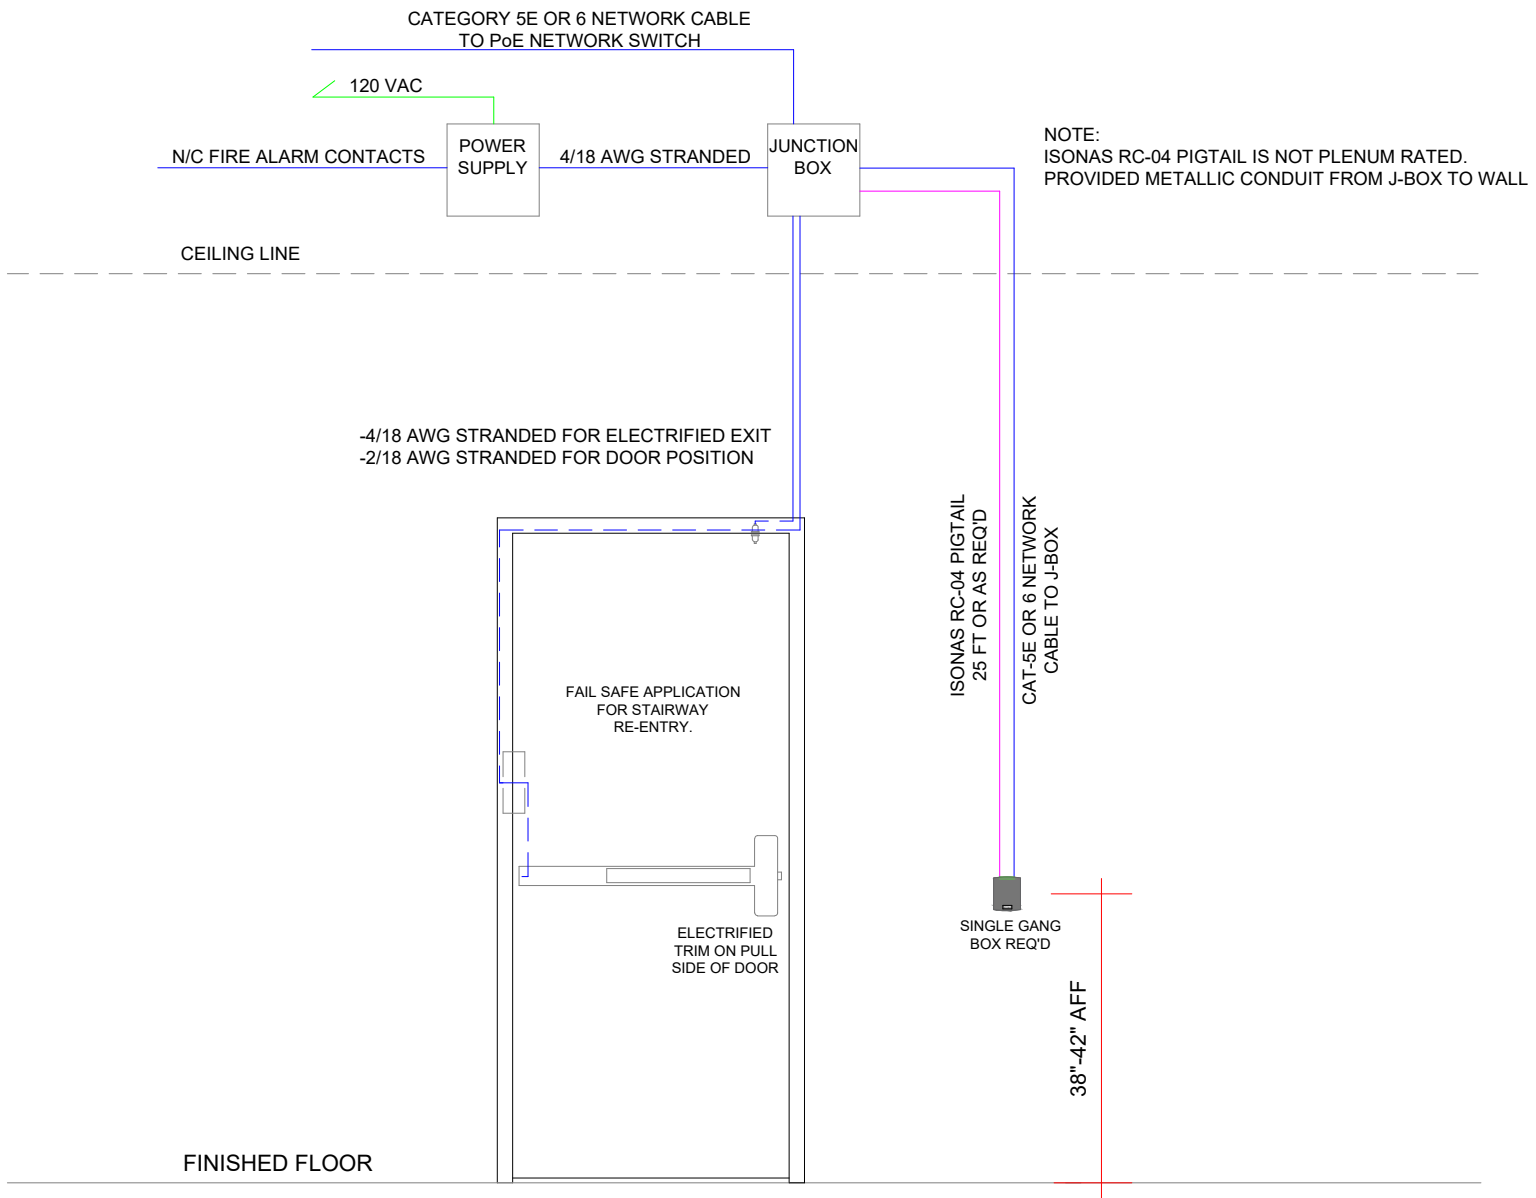 CATEGORY 5E OR 6 NETWORK CABLE
TO PoE NETWORK SWITCH
120 VAC
N/C FIRE ALARM CONTACTS
POWER
SUPPLY
4/18 AWG STRANDED
JUNCTION
BOX
NOTE:
ISONAS RC-04 PIGTAIL IS NOT PLENUM RATED.
PROVIDED METALLIC CONDUIT FROM J-BOX TO WALL
CEILING LINE
-4/18 AWG STRANDED FOR ELECTRIFIED EXIT
-2/18 AWG STRANDED FOR DOOR POSITION
ISONAS RC-04 PIGTAIL
25 FT OR AS REQ'D
CAT-5E OR 6 NETWORK
CABLE TO J-BOX
FAIL SAFE APPLICATION
FOR STAIRWAY
RE-ENTRY.
ELECTRIFIED
TRIM ON PULL
SIDE OF DOOR
SINGLE GANG
BOX REQ'D
38"-42" AFF
FINISHED FLOOR